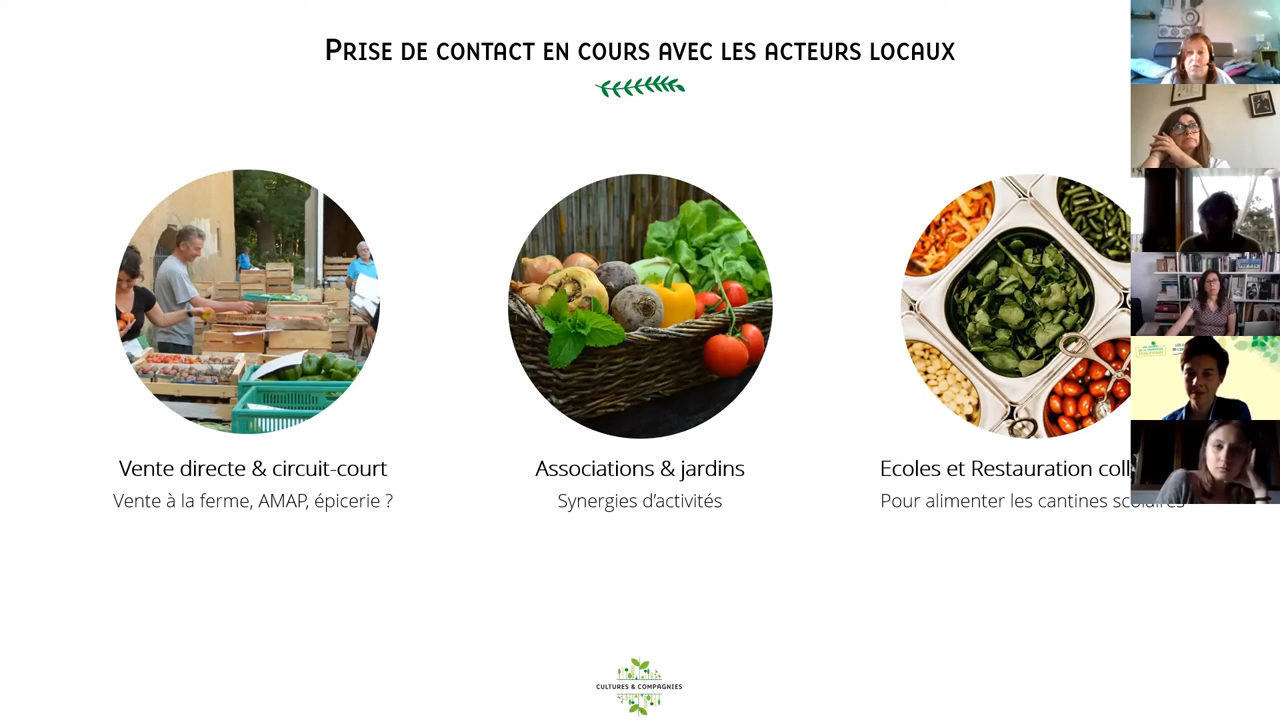 PRISE DE CONTACT EN COURS AVEC LES ACTEURS LOCAUX
Vente directe & circuit-court
Vente à la ferme, AMAP, épicerie ?
Associations & jardins
Synergies d'activités
Ecoles et Restauration coll
Pour alimenter les cantines scolaires
CULTURES & COMPAGNIES